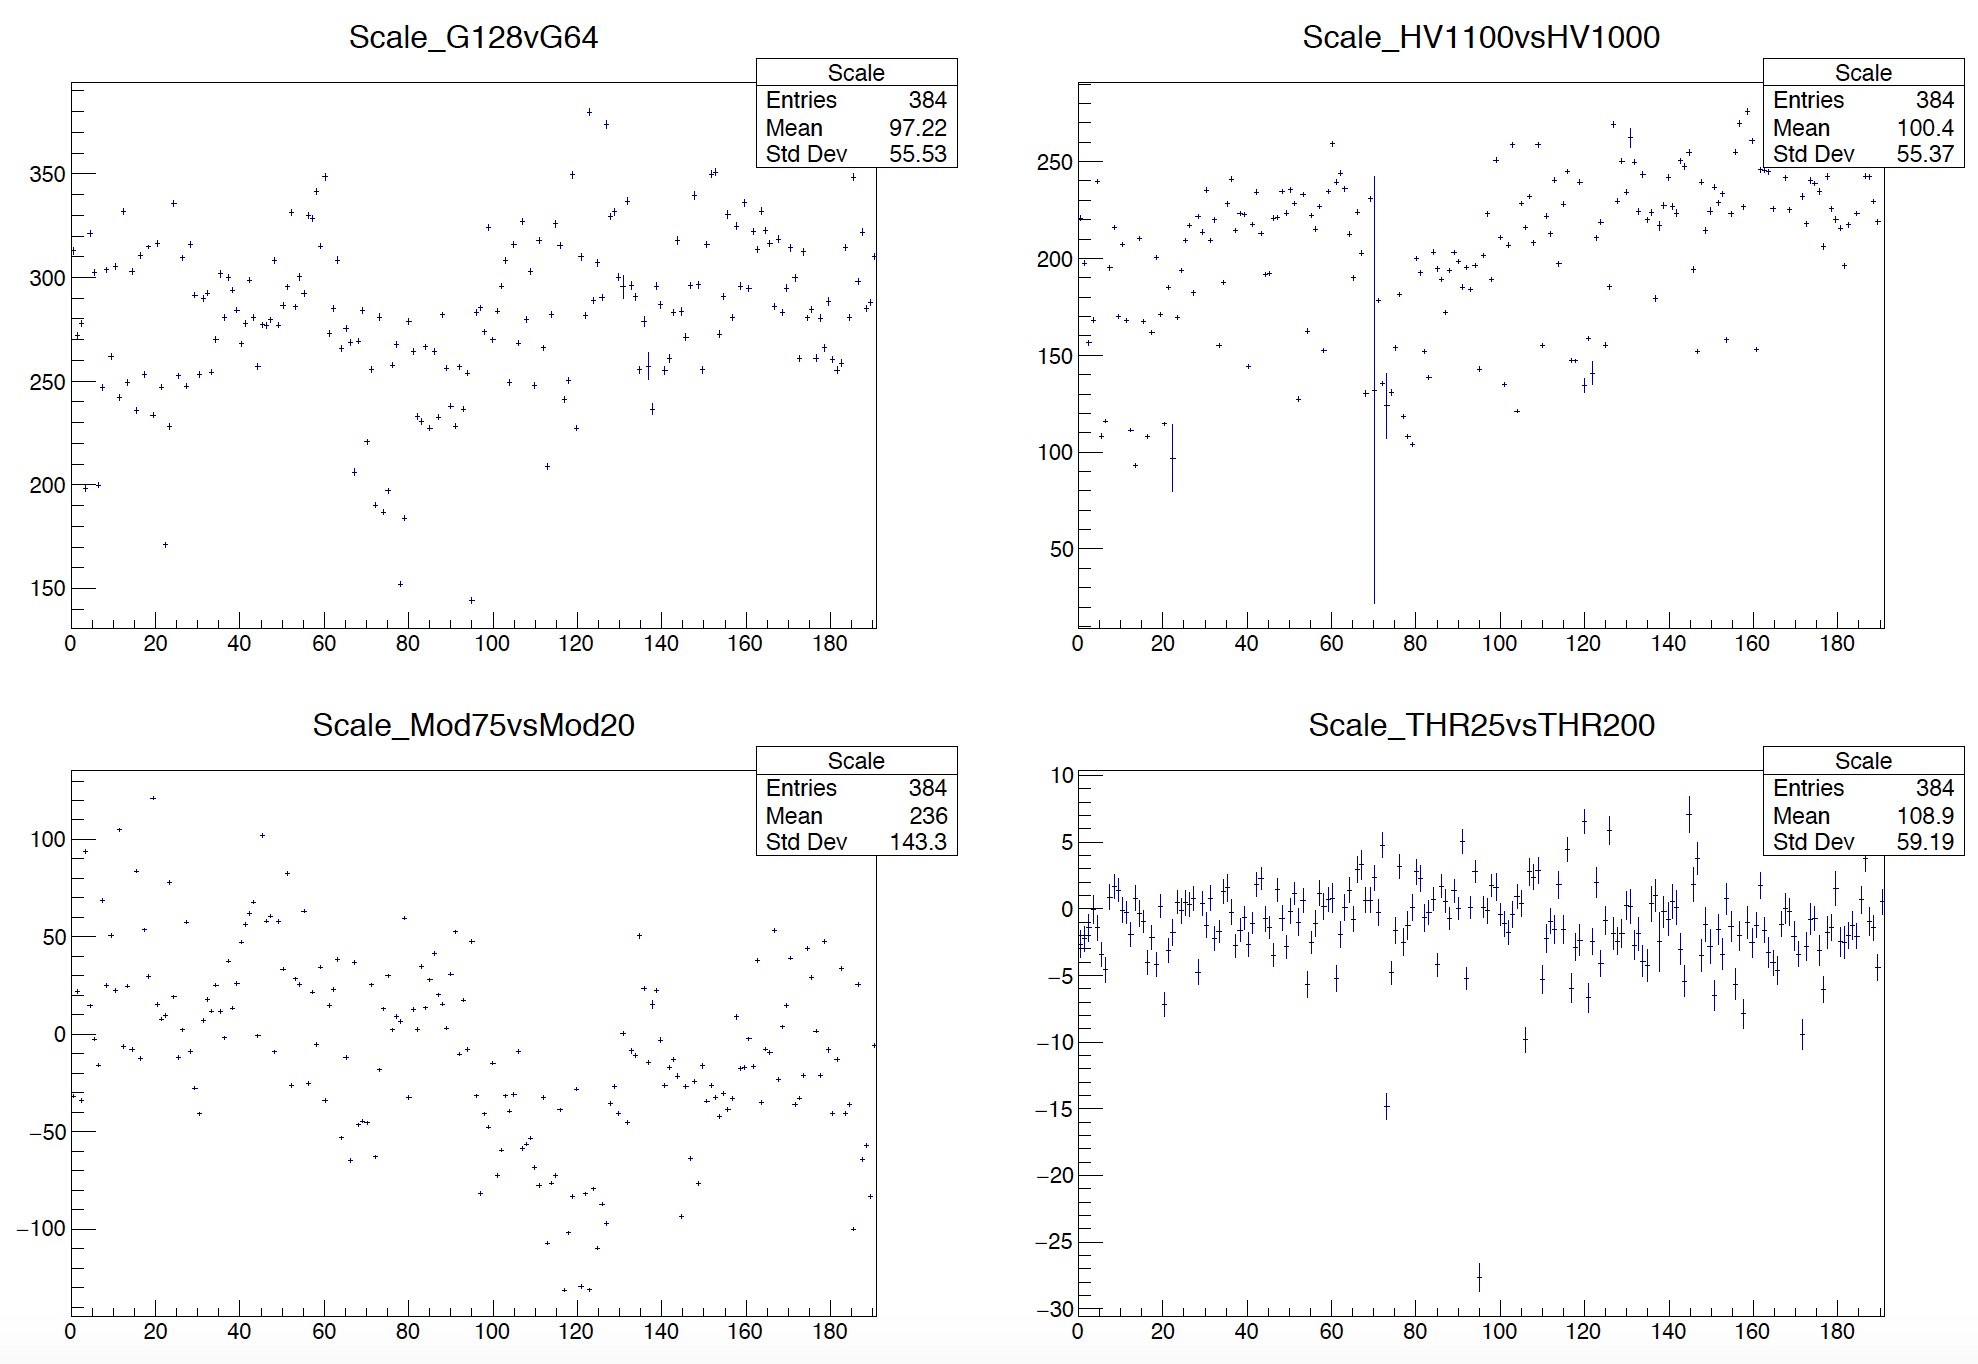 Scale_G128vG64
Scale
Entries 384
Mean 97.22
Std Dev 55.53
350
300
250
200
150
0 20 40 60 80 100 120 140 160 180
Scale_HV1100vsHV1000
Scale
Entries 384
Mean 100.4
Std Dev 55.37
250
200
150
100
50
0 20 40 60 80 100 120 140 160 180
Scale_Mod75vsMod20
Scale
Entries 384
Mean 236
Std Dev 143.3
100
50
0
−50
−100
0 20 40 60 80 100 120 140 160 180
Scale_THR25vsTHR200
Scale
Entries 384
Mean 108.9
Std Dev 59.19
10
5
0
−5
−10
−15
−20
−25
−30
0 20 40 60 80 100 120 140 160 180